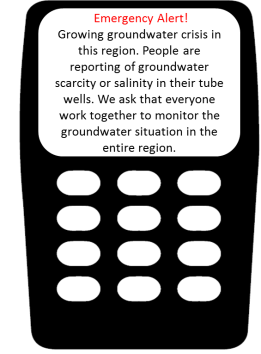 Emergency Alert!
Growing groundwater crisis in
this region. People are
reporting of groundwater
scarcity or salinity in their tube
wells. We ask that everyone
work together to monitor the
groundwater situation in the
entire region.